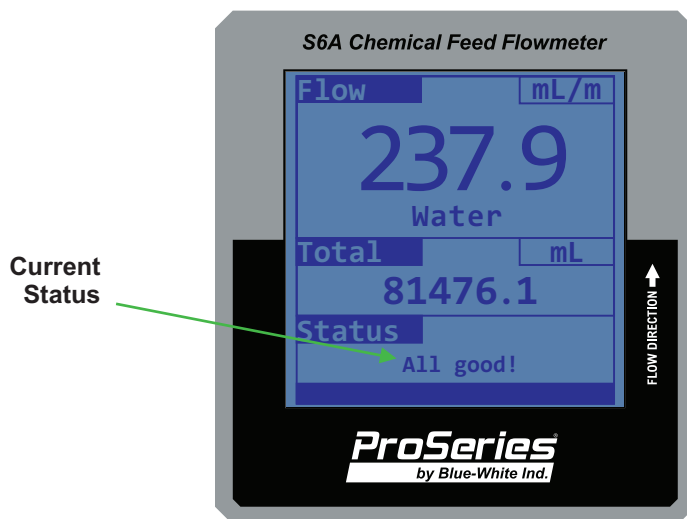 S6A Chemical Feed Flowmeter
Flow mL/m
237.9
Water
Total mL
81476.1
Status
All good!
Current
Status
FLOW DIRECTION
ProSeries®
by Blue-White Ind.